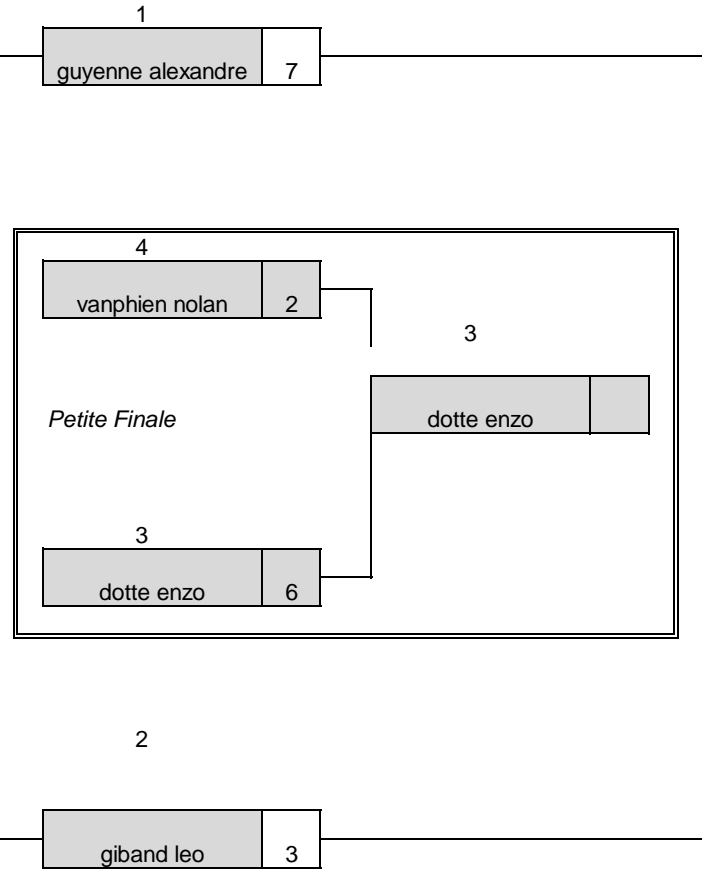 1
guyenne alexandre 7
4
vanphien nolan 2
3
Petite Finale dotte enzo
3
dotte enzo 6
2
giband leo 3